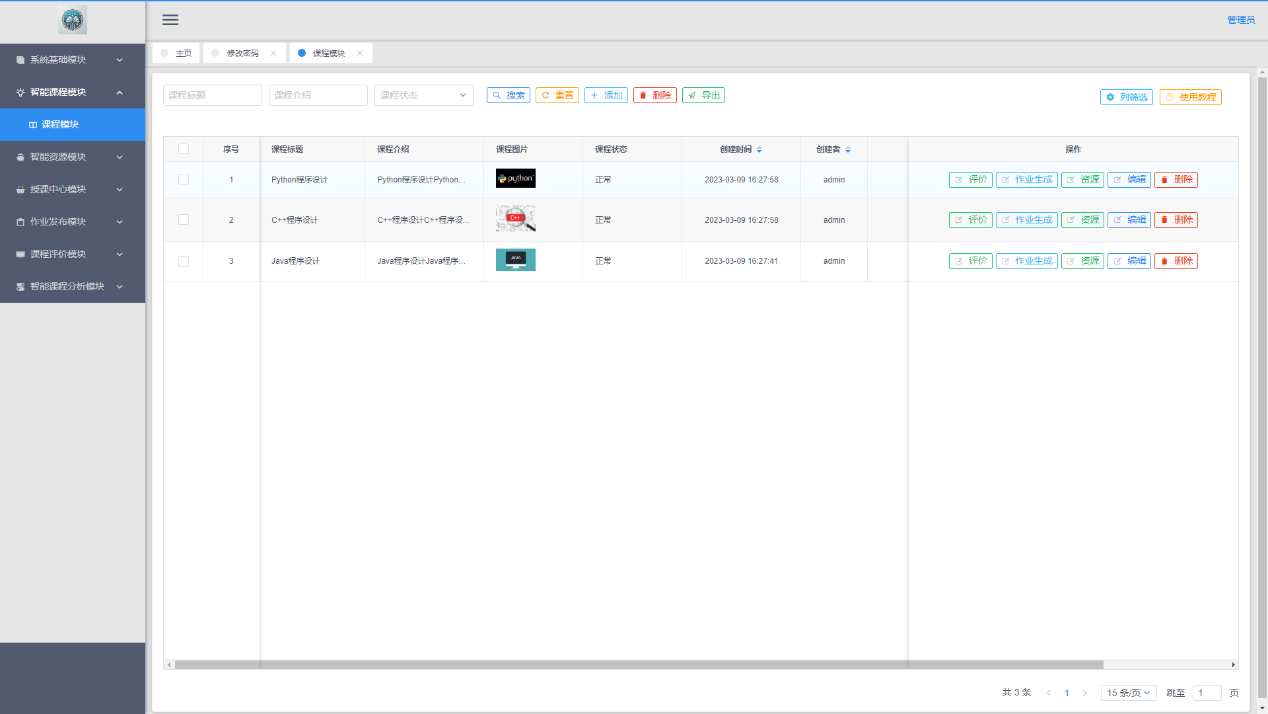 管理员
系统基础模块
智能课程模块
课程模块
智能资源模块
授课中心模块
作业发布模块
课程评价模块
智能课程分析模块
主页 修改密码 课程模块
课程标题 课程介绍 课程状态 搜索 重置 添加 删除 导出 列筛选 使用教程
序号 课程标题 课程介绍 课程图片 课程状态 创建时间 创建者 操作
1 Python程序设计 Python程序设计Python... python 正常 2023-03-09 16:27:58 admin 评价 作业生成 资源 编辑 删除
2 C++程序设计 C++程序设计C++程序设... C++ 正常 2023-03-09 16:27:58 admin 评价 作业生成 资源 编辑 删除
3 Java程序设计 Java程序设计Java程序... JAVA 正常 2023-03-09 16:27:41 admin 评价 作业生成 资源 编辑 删除
共 3 条 1 15 条/页 跳至 1 页